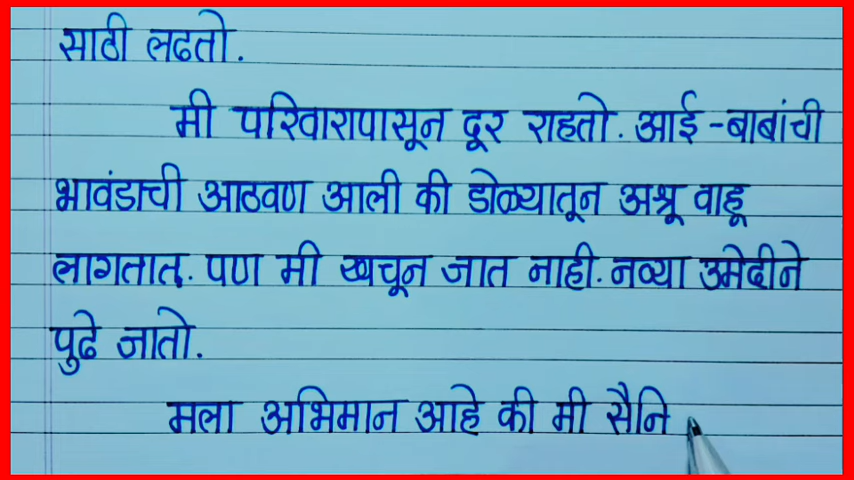 साठी लढतो.
मी परिवारापासून दूर राहतो. आई-बाबांची
भावंडाची आठवण आली की डोळ्यातून अश्रू वाहू
लागतात. पण मी खचून जात नाही. नव्या उमेदीने
पुढे जातो.
मला अभिमान आहे की मी सैनि